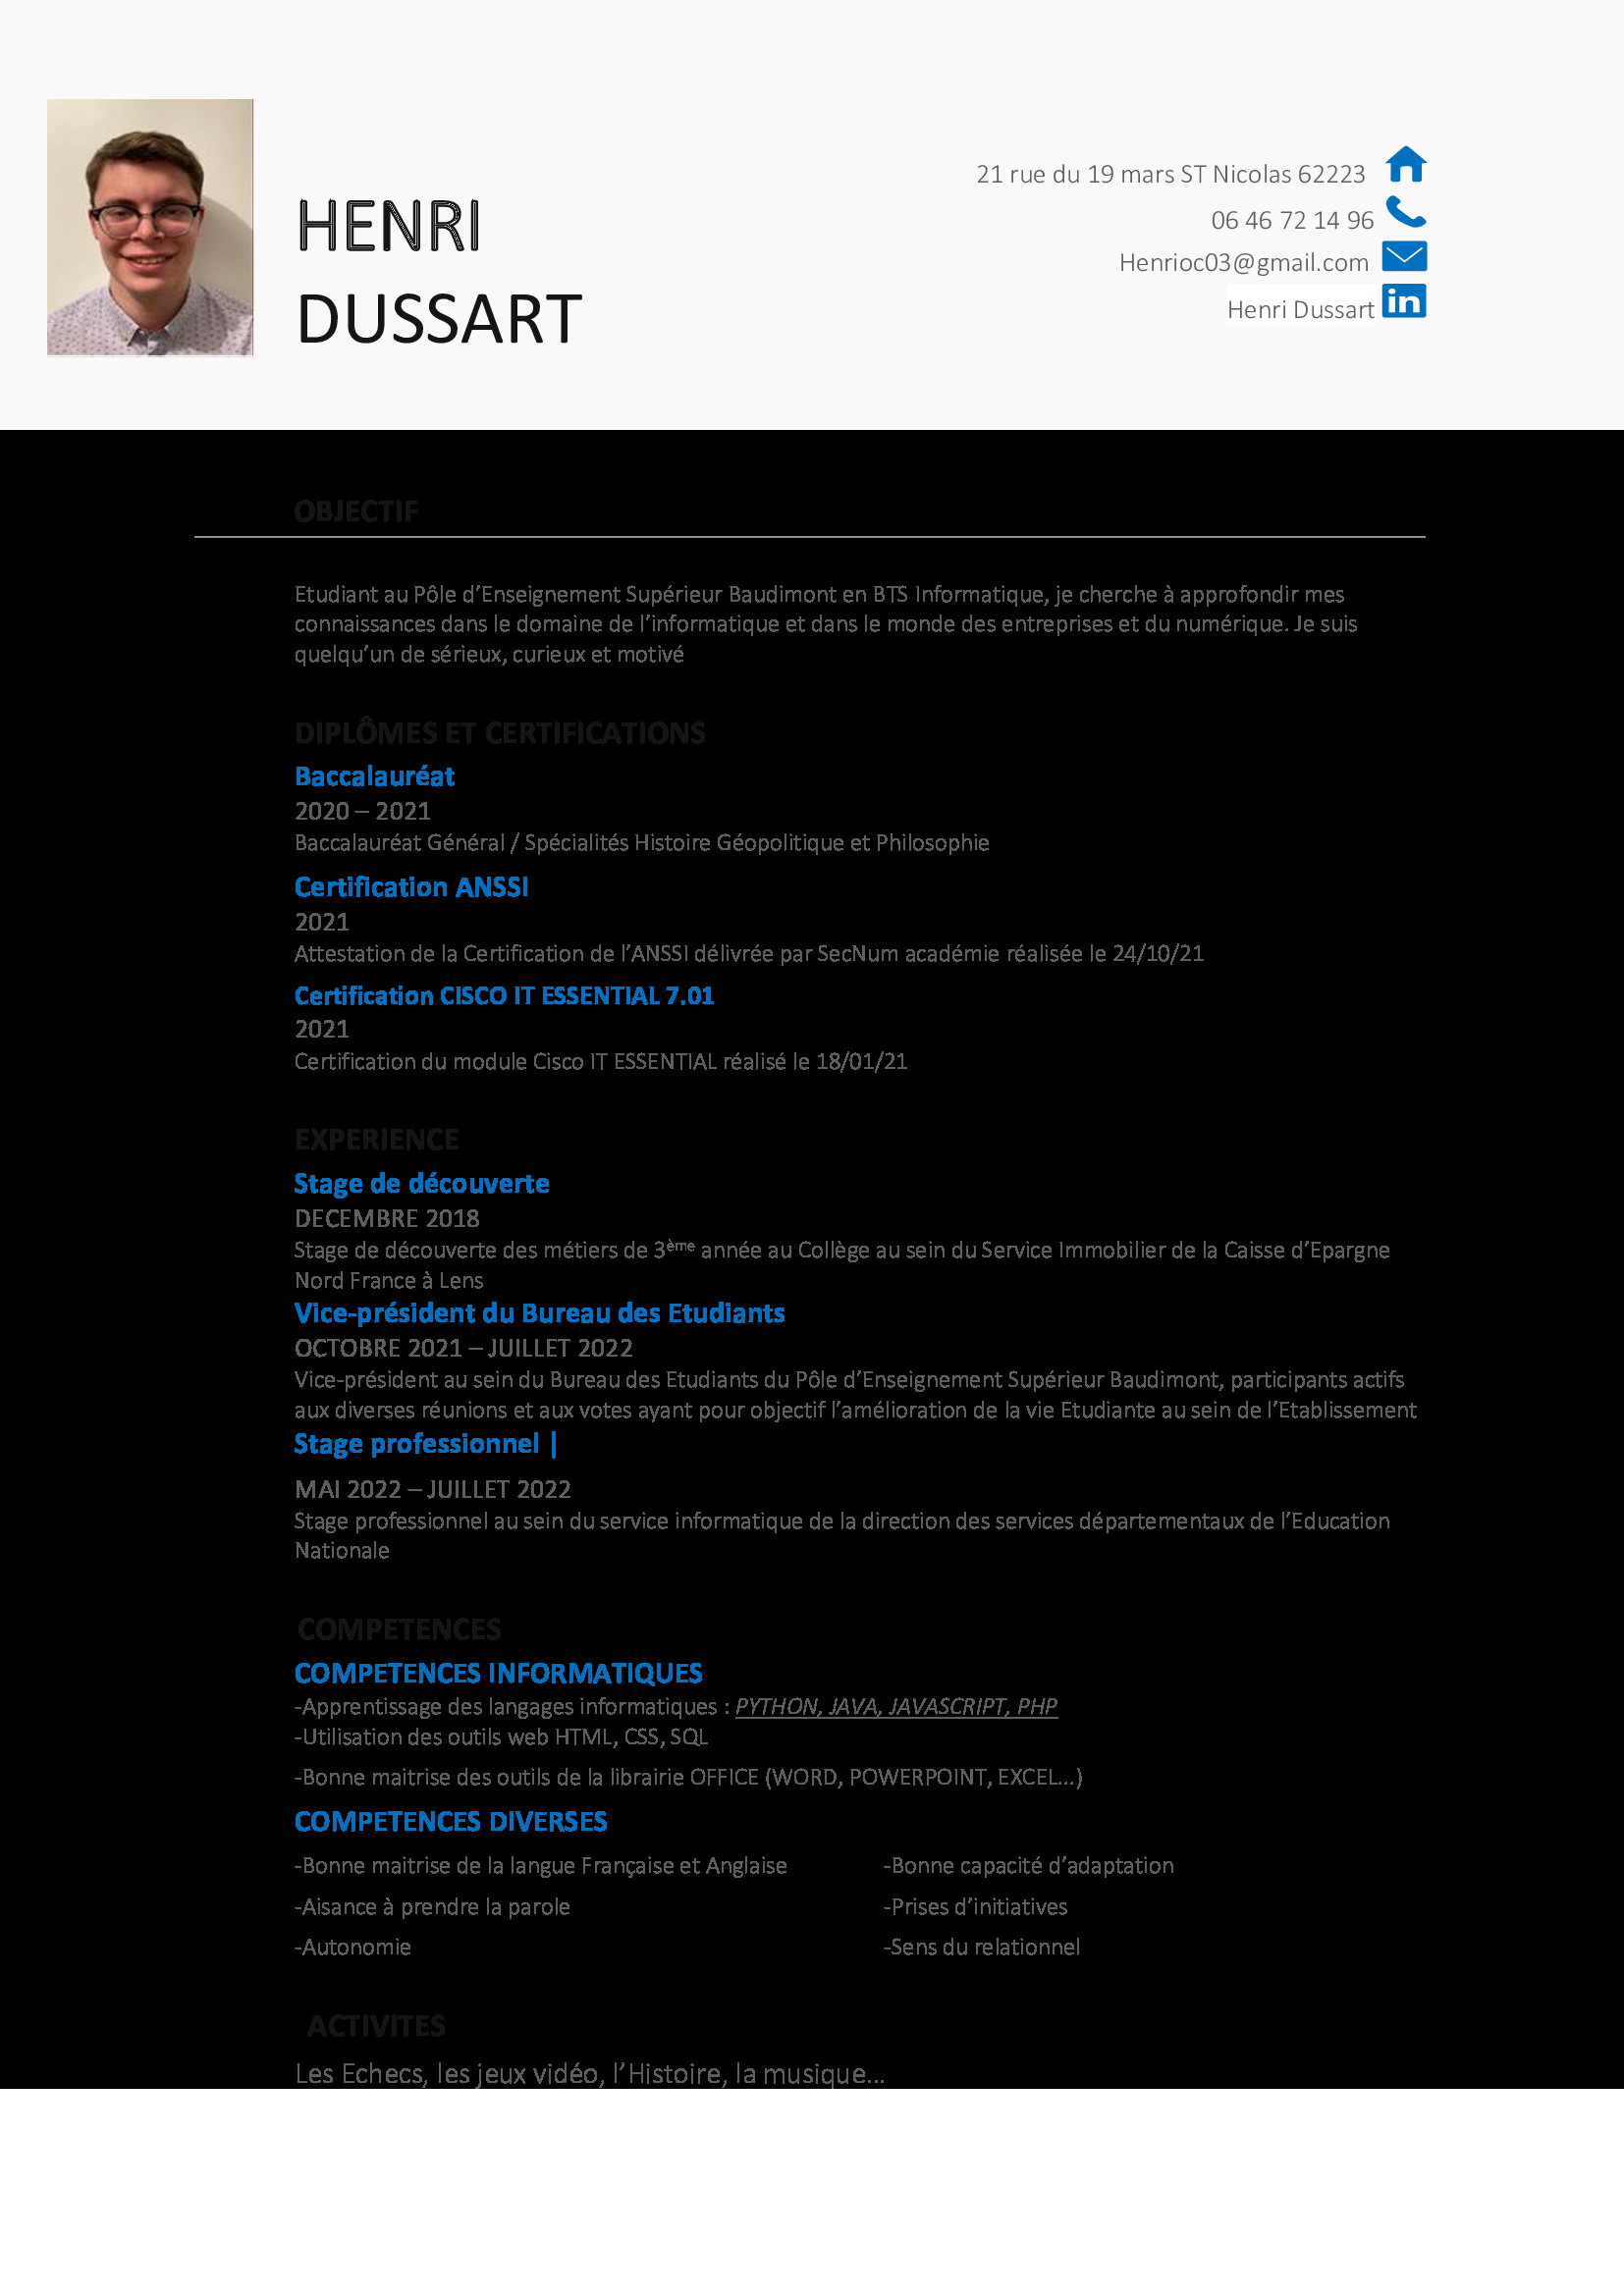 HENRI
DUSSART
21 rue du 19 mars ST Nicolas 62223
06 46 72 14 96
Henrioc03@gmail.com
Henri Dussart
in
OBJECTIF
Etudiant au Pôle d’Enseignement Supérieur Baudimont en BTS Informatique, je cherche à approfondir mes
connaissances dans le domaine de l’informatique et dans le monde des entreprises et du numérique. Je suis
quelqu’un de sérieux, curieux et motivé
DIPLÔMES ET CERTIFICATIONS
Baccalauréat
2020 – 2021
Baccalauréat Général / Spécialités Histoire Géopolitique et Philosophie
Certification ANSSI
2021
Attestation de la Certification de l’ANSSI délivrée par SecNum académie réalisée le 24/10/21
Certification CISCO IT ESSENTIAL 7.01
2021
Certification du module Cisco IT ESSENTIAL réalisé le 18/01/21
EXPERIENCE
Stage de découverte
DECEMBRE 2018
Stage de découverte des métiers de 3ème année au Collège au sein du Service Immobilier de la Caisse d’Epargne
Nord France à Lens
Vice-président du Bureau des Etudiants
OCTOBRE 2021 – JUILLET 2022
Vice-président au sein du Bureau des Etudiants du Pôle d’Enseignement Supérieur Baudimont, participants actifs
aux diverses réunions et aux votes ayant pour objectif l’amélioration de la vie Etudiante au sein de l’Etablissement
Stage professionnel |
MAI 2022 – JUILLET 2022
Stage professionnel au sein du service informatique de la direction des services départementaux de l’Education
Nationale
COMPETENCES
COMPETENCES INFORMATIQUES
-Apprentissage des langages informatiques : PYTHON, JAVA, JAVASCRIPT, PHP
-Utilisation des outils web HTML, CSS, SQL
-Bonne maitrise des outils de la librairie OFFICE (WORD, POWERPOINT, EXCEL…)
COMPETENCES DIVERSES
-Bonne maitrise de la langue Française et Anglaise
-Aisance à prendre la parole
-Autonomie
-Bonne capacité d’adaptation
-Prises d’initiatives
-Sens du relationnel
ACTIVITES
Les Echecs, les jeux vidéo, l’Histoire, la musique…